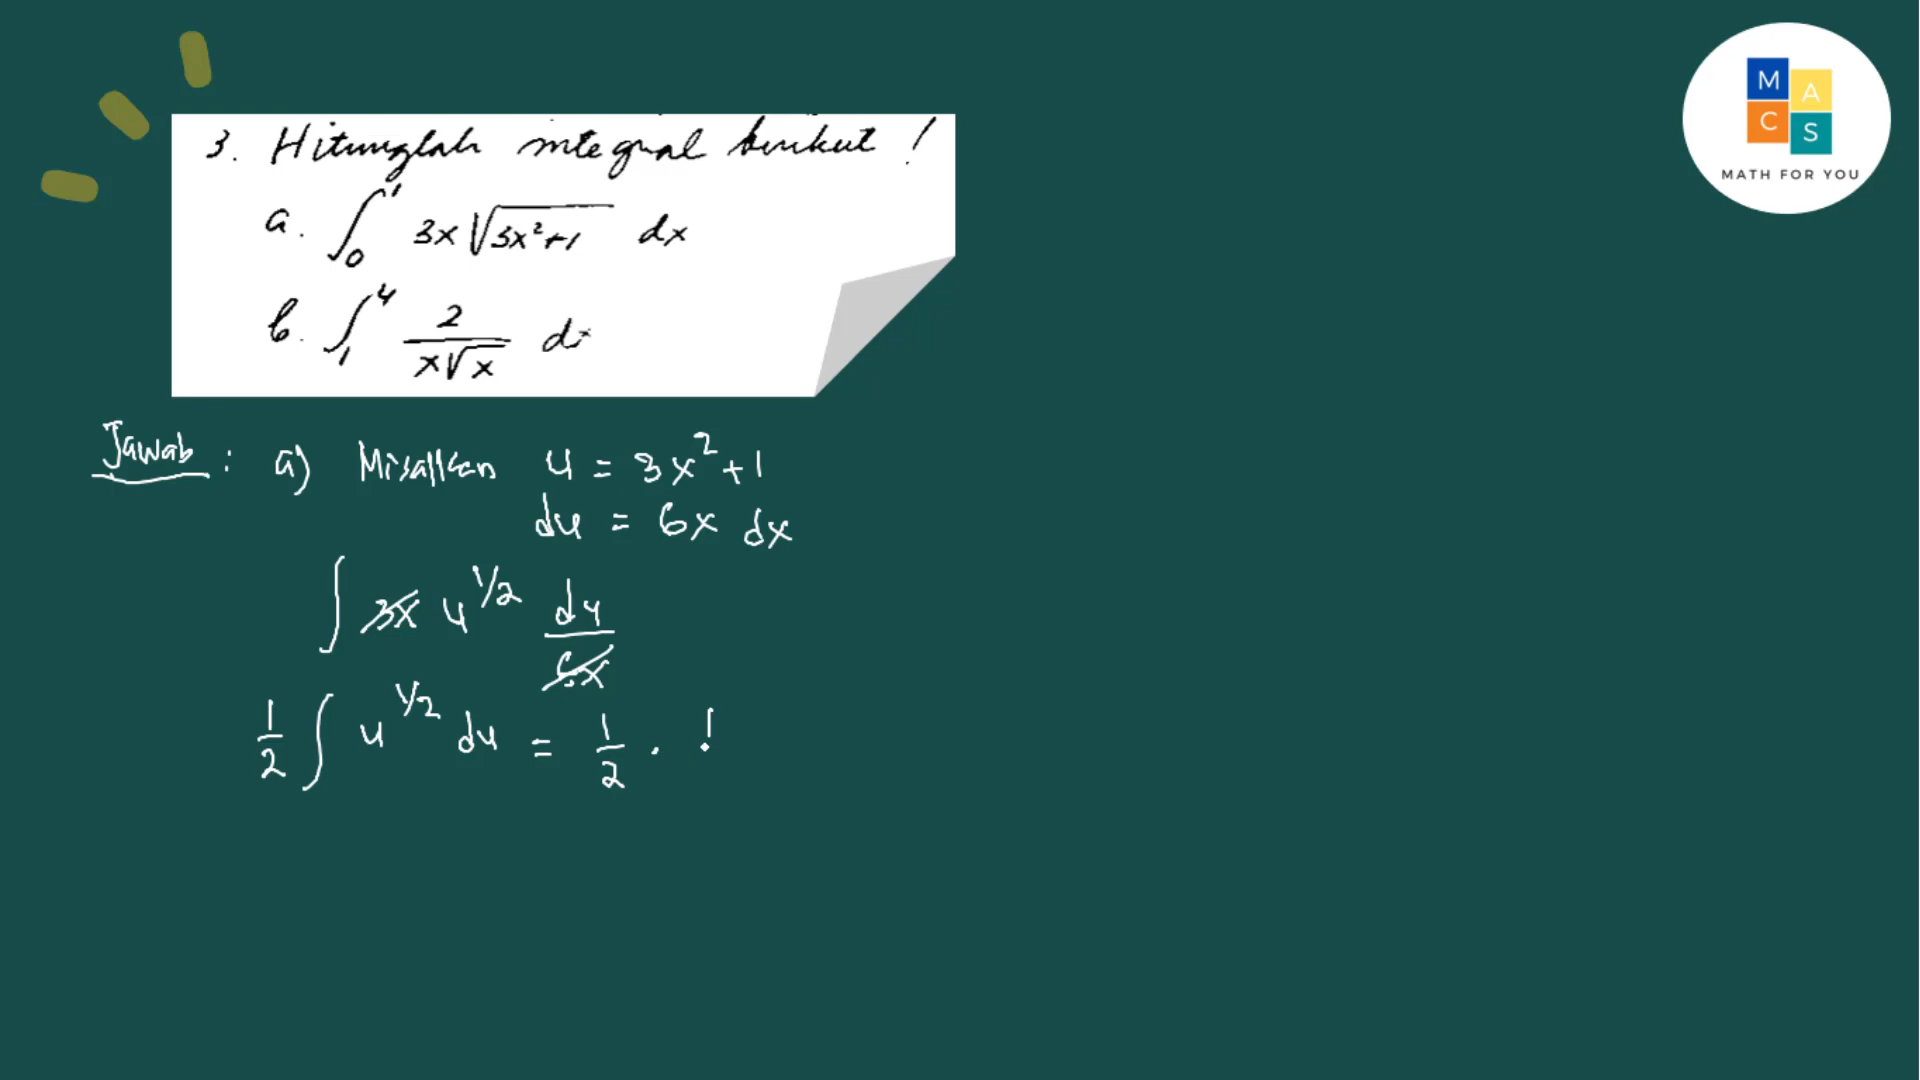 3. Hitunglah integral berikut !
a. ∫₀¹ 3x √(3x²+1) dx
b. ∫₁⁴ 2/(x√x) dx
Jawab : a) Misalkan u = 3x² + 1
du = 6x dx
∫ 3x u^(1/2) du/6x
1/2 ∫ u^(1/2) du = 1/2 . !
M A C S
MATH FOR YOU